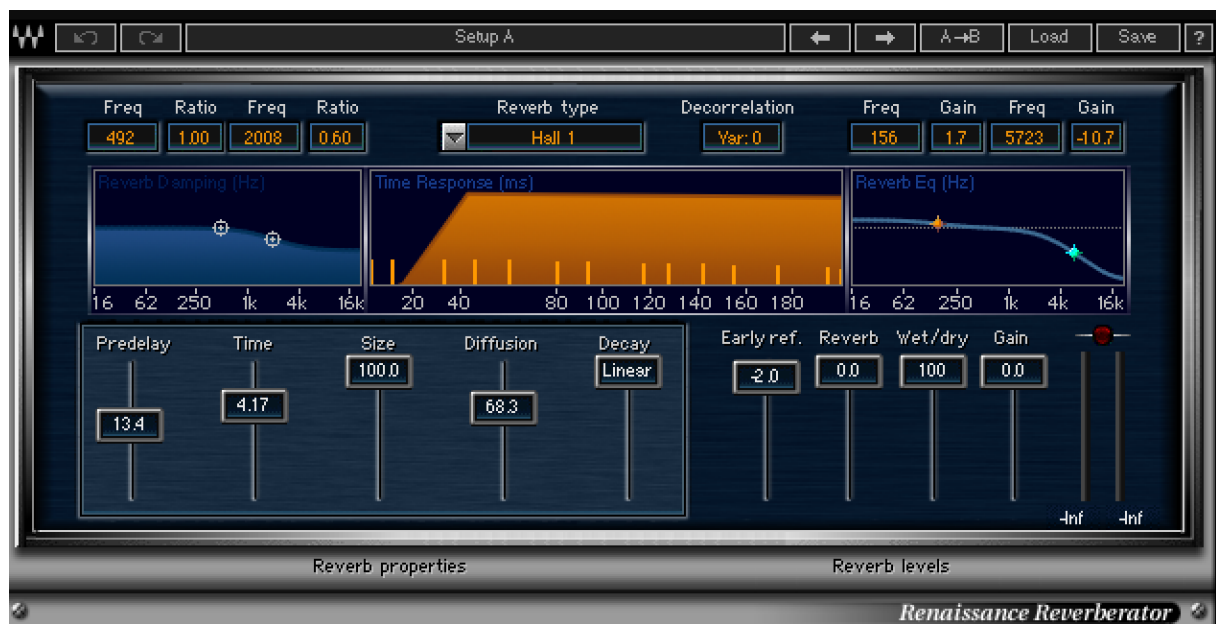 Setup A A→B Load Save ?
Freq Ratio Freq Ratio Reverb type Decorrelation Freq Gain Freq Gain
492 1.00 2008 0.60 Hall 1 Var: 0 156 1.7 5723 -10.7
Reverb Damping (Hz) Time Response (ms) Reverb Eq (Hz)
16 62 250 1k 4k 16k 20 40 80 100 120 140 160 180 16 62 250 1k 4k 16k
Predelay Time Size Diffusion Decay Early ref. Reverb Wet/dry Gain
13.4 4.17 100.0 68.3 Linear -2.0 0.0 100 0.0
-Inf -Inf
Reverb properties Reverb levels
Renaissance Reverberator